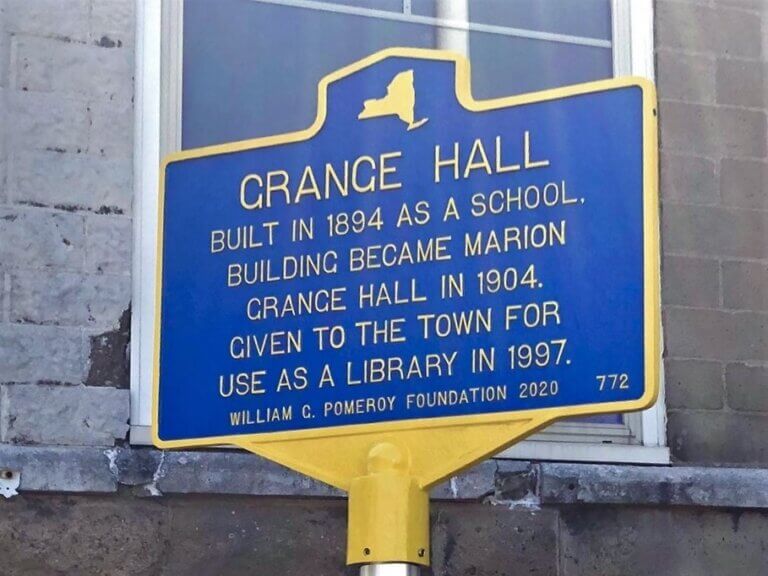 GRANGE HALL
BUILT IN 1894 AS A SCHOOL,
BUILDING BECAME MARION
GRANGE HALL IN 1904.
GIVEN TO THE TOWN FOR
USE AS A LIBRARY IN 1997.
WILLIAM G. POMEROY FOUNDATION 2020 772